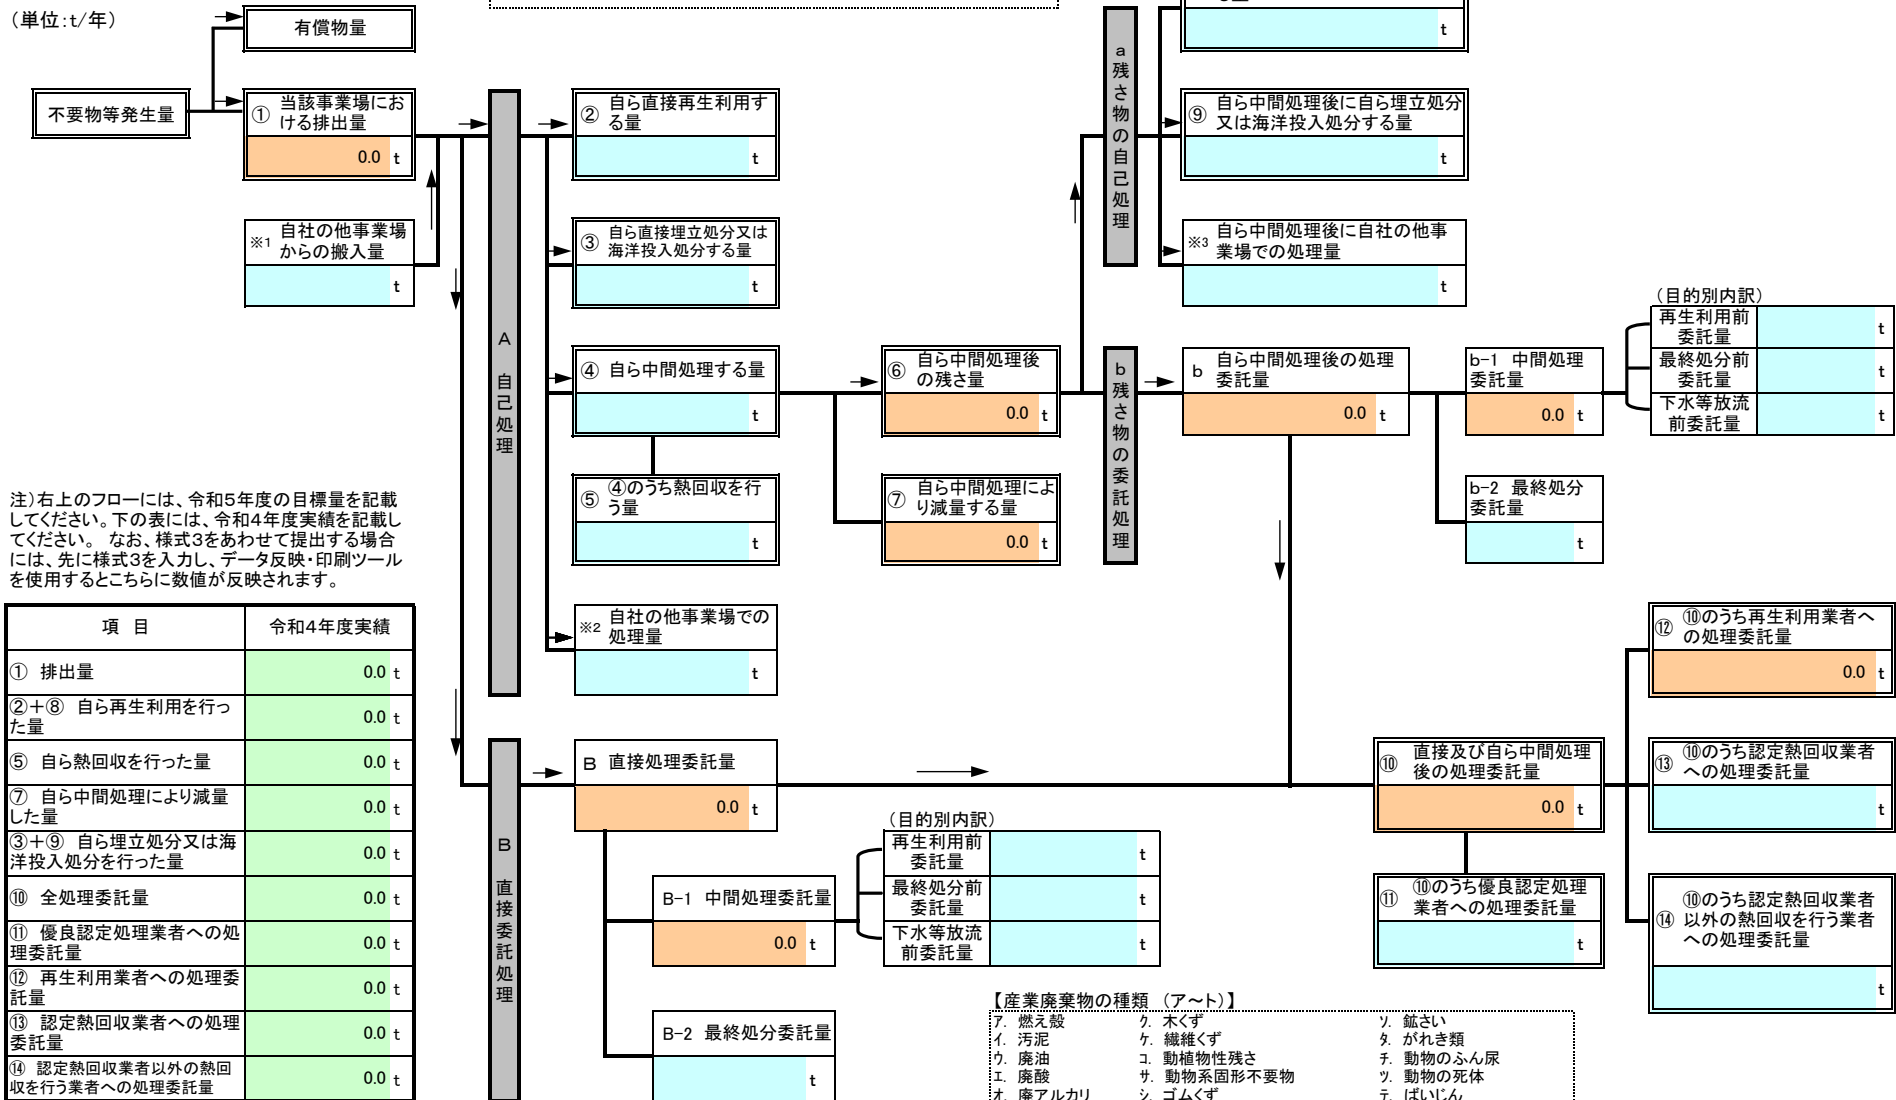 (単位:t/年)
有償物量
不要物等発生量
① 当該事業場にお
ける排出量
0.0 t
※1 自社の他事業場
からの搬入量
t
A 自己処理
② 自ら直接再生利用す
る量
t
③ 自ら直接埋立処分又は
海洋投入処分する量
t
④ 自ら中間処理する量
t
⑤ ④のうち熱回収を行
う量
t
※2 自社の他事業場での
処理量
t
⑥ 自ら中間処理後
の残さ量
0.0 t
⑦ 自ら中間処理によ
り減量する量
0.0 t
a 残さ物の自己処理
t
⑨ 自ら中間処理後に自ら埋立処分
又は海洋投入処分する量
t
※3 自ら中間処理後に自社の他事
業場での処理量
t
b 残さ物の委託処理
b 自ら中間処理後の処理
委託量
0.0 t
b-1 中間処理
委託量
0.0 t
(目的別内訳)
再生利用前
委託量
t
最終処分前
委託量
t
下水等放流
前委託量
t
b-2 最終処分
委託量
t
注)右上のフローには、令和5年度の目標量を記載
してください。下の表には、令和4年度実績を記載し
てください。 なお、様式3をあわせて提出する場合
には、先に様式3を入力し、データ反映・印刷ツール
を使用するとこちらに数値が反映されます。
項 目 令和4年度実績
① 排出量 0.0 t
②+⑧ 自ら再生利用を行っ
た量 0.0 t
⑤ 自ら熱回収を行った量 0.0 t
⑦ 自ら中間処理により減量
した量 0.0 t
③+⑨ 自ら埋立処分又は海
洋投入処分を行った量 0.0 t
⑩ 全処理委託量 0.0 t
⑪ 優良認定処理業者への処
理委託量 0.0 t
⑫ 再生利用業者への処理委
託量 0.0 t
⑬ 認定熱回収業者への処理
委託量 0.0 t
⑭ 認定熱回収業者以外の熱回
収を行う業者への処理委託量 0.0 t
B 直接委託処理
B 直接処理委託量
0.0 t
B-1 中間処理委託量
0.0 t
(目的別内訳)
再生利用前
委託量
t
最終処分前
委託量
t
下水等放流
前委託量
t
B-2 最終処分委託量
t
⑩ 直接及び自ら中間処理
後の処理委託量
0.0 t
⑪ ⑩のうち優良認定処理
業者への処理委託量
t
⑫ ⑩のうち再生利用業者へ
の処理委託量
0.0 t
⑬ ⑩のうち認定熱回収業者
への処理委託量
t
⑭ ⑩のうち認定熱回収業者
以外の熱回収を行う業者
への処理委託量
t
【産業廃棄物の種類 (ア~ト)】
ア. 燃え殻 ク. 木くず ソ. 鉱さい
イ. 汚泥 ケ. 繊維くず タ. がれき類
ウ. 廃油 コ. 動植物性残さ チ. 動物のふん尿
エ. 廃酸 サ. 動物系固形不要物 ツ. 動物の死体
オ. 廃アルカリ シ. ゴムくず テ. ばいじん